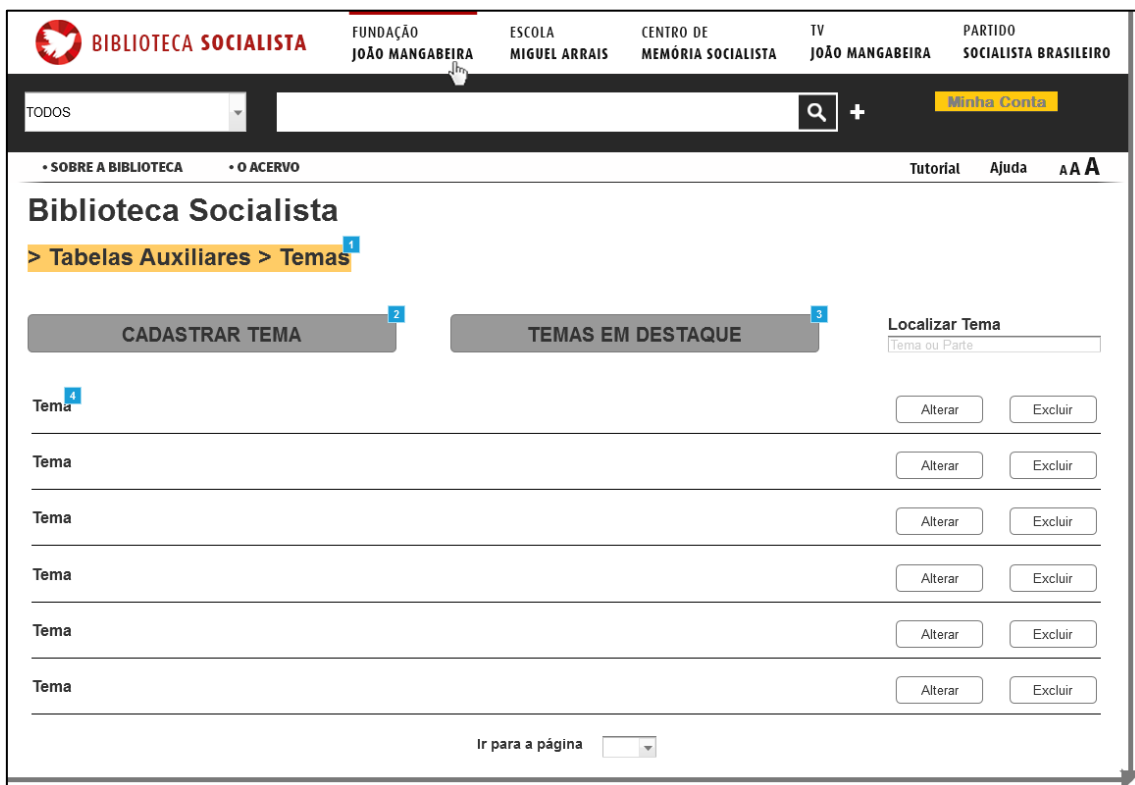 BIBLIOTECA SOCIALISTA
FUNDAÇÃO
JOÃO MANGABEIRA
ESCOLA
MIGUEL ARRAIS
CENTRO DE
MEMÓRIA SOCIALISTA
TV
JOÃO MANGABEIRA
PARTIDO
SOCIALISTA BRASILEIRO
TODOS
+
Minha Conta
• SOBRE A BIBLIOTECA
• O ACERVO
Tutorial
Ajuda
A A A
Biblioteca Socialista
> Tabelas Auxiliares > Temas
1
CADASTRAR TEMA
2
TEMAS EM DESTAQUE
3
Localizar Tema
Tema ou Parte
Tema
4
Alterar
Excluir
Tema
Alterar
Excluir
Tema
Alterar
Excluir
Tema
Alterar
Excluir
Tema
Alterar
Excluir
Tema
Alterar
Excluir
Ir para a página